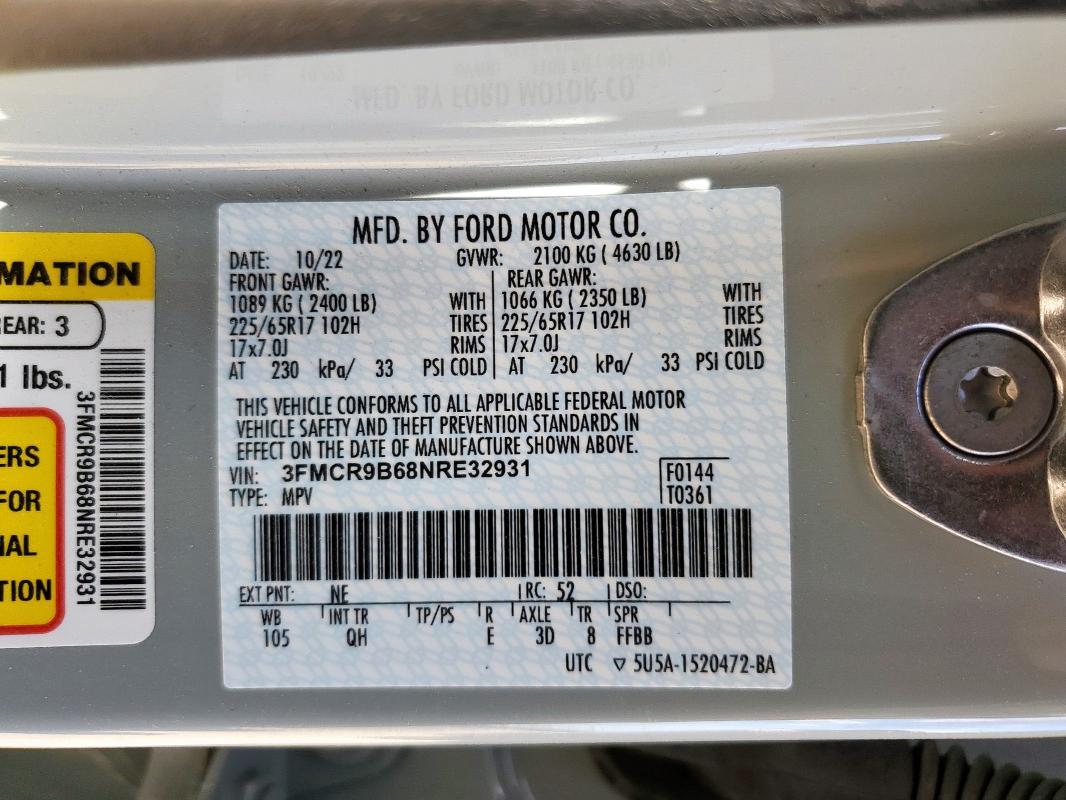 MFD. BY FORD MOTOR CO.
DATE: 10/22 GVWR: 2100 KG ( 4630 LB)
FRONT GAWR: REAR GAWR:
1089 KG ( 2400 LB) WITH 1066 KG ( 2350 LB) WITH
225/65R17 102H TIRES 225/65R17 102H TIRES
17x7.0J RIMS 17x7.0J RIMS
AT 230 kPa/ 33 PSI COLD AT 230 kPa/ 33 PSI COLD
THIS VEHICLE CONFORMS TO ALL APPLICABLE FEDERAL MOTOR
VEHICLE SAFETY AND THEFT PREVENTION STANDARDS IN
EFFECT ON THE DATE OF MANUFACTURE SHOWN ABOVE.
VIN: 3FMCR9B68NRE32931 F0144
TYPE: MPV T0361
EXT PNT: NE RC: 52 DSO:
WB INT TR TP/PS R AXLE TR SPR
105 QH E 3D 8 FFBB
UTC ▽ 5U5A-1520472-BA
MATION
EAR: 3
1 lbs.
3FMCR9B68NRE32931
ERS
FOR
IAL
TION